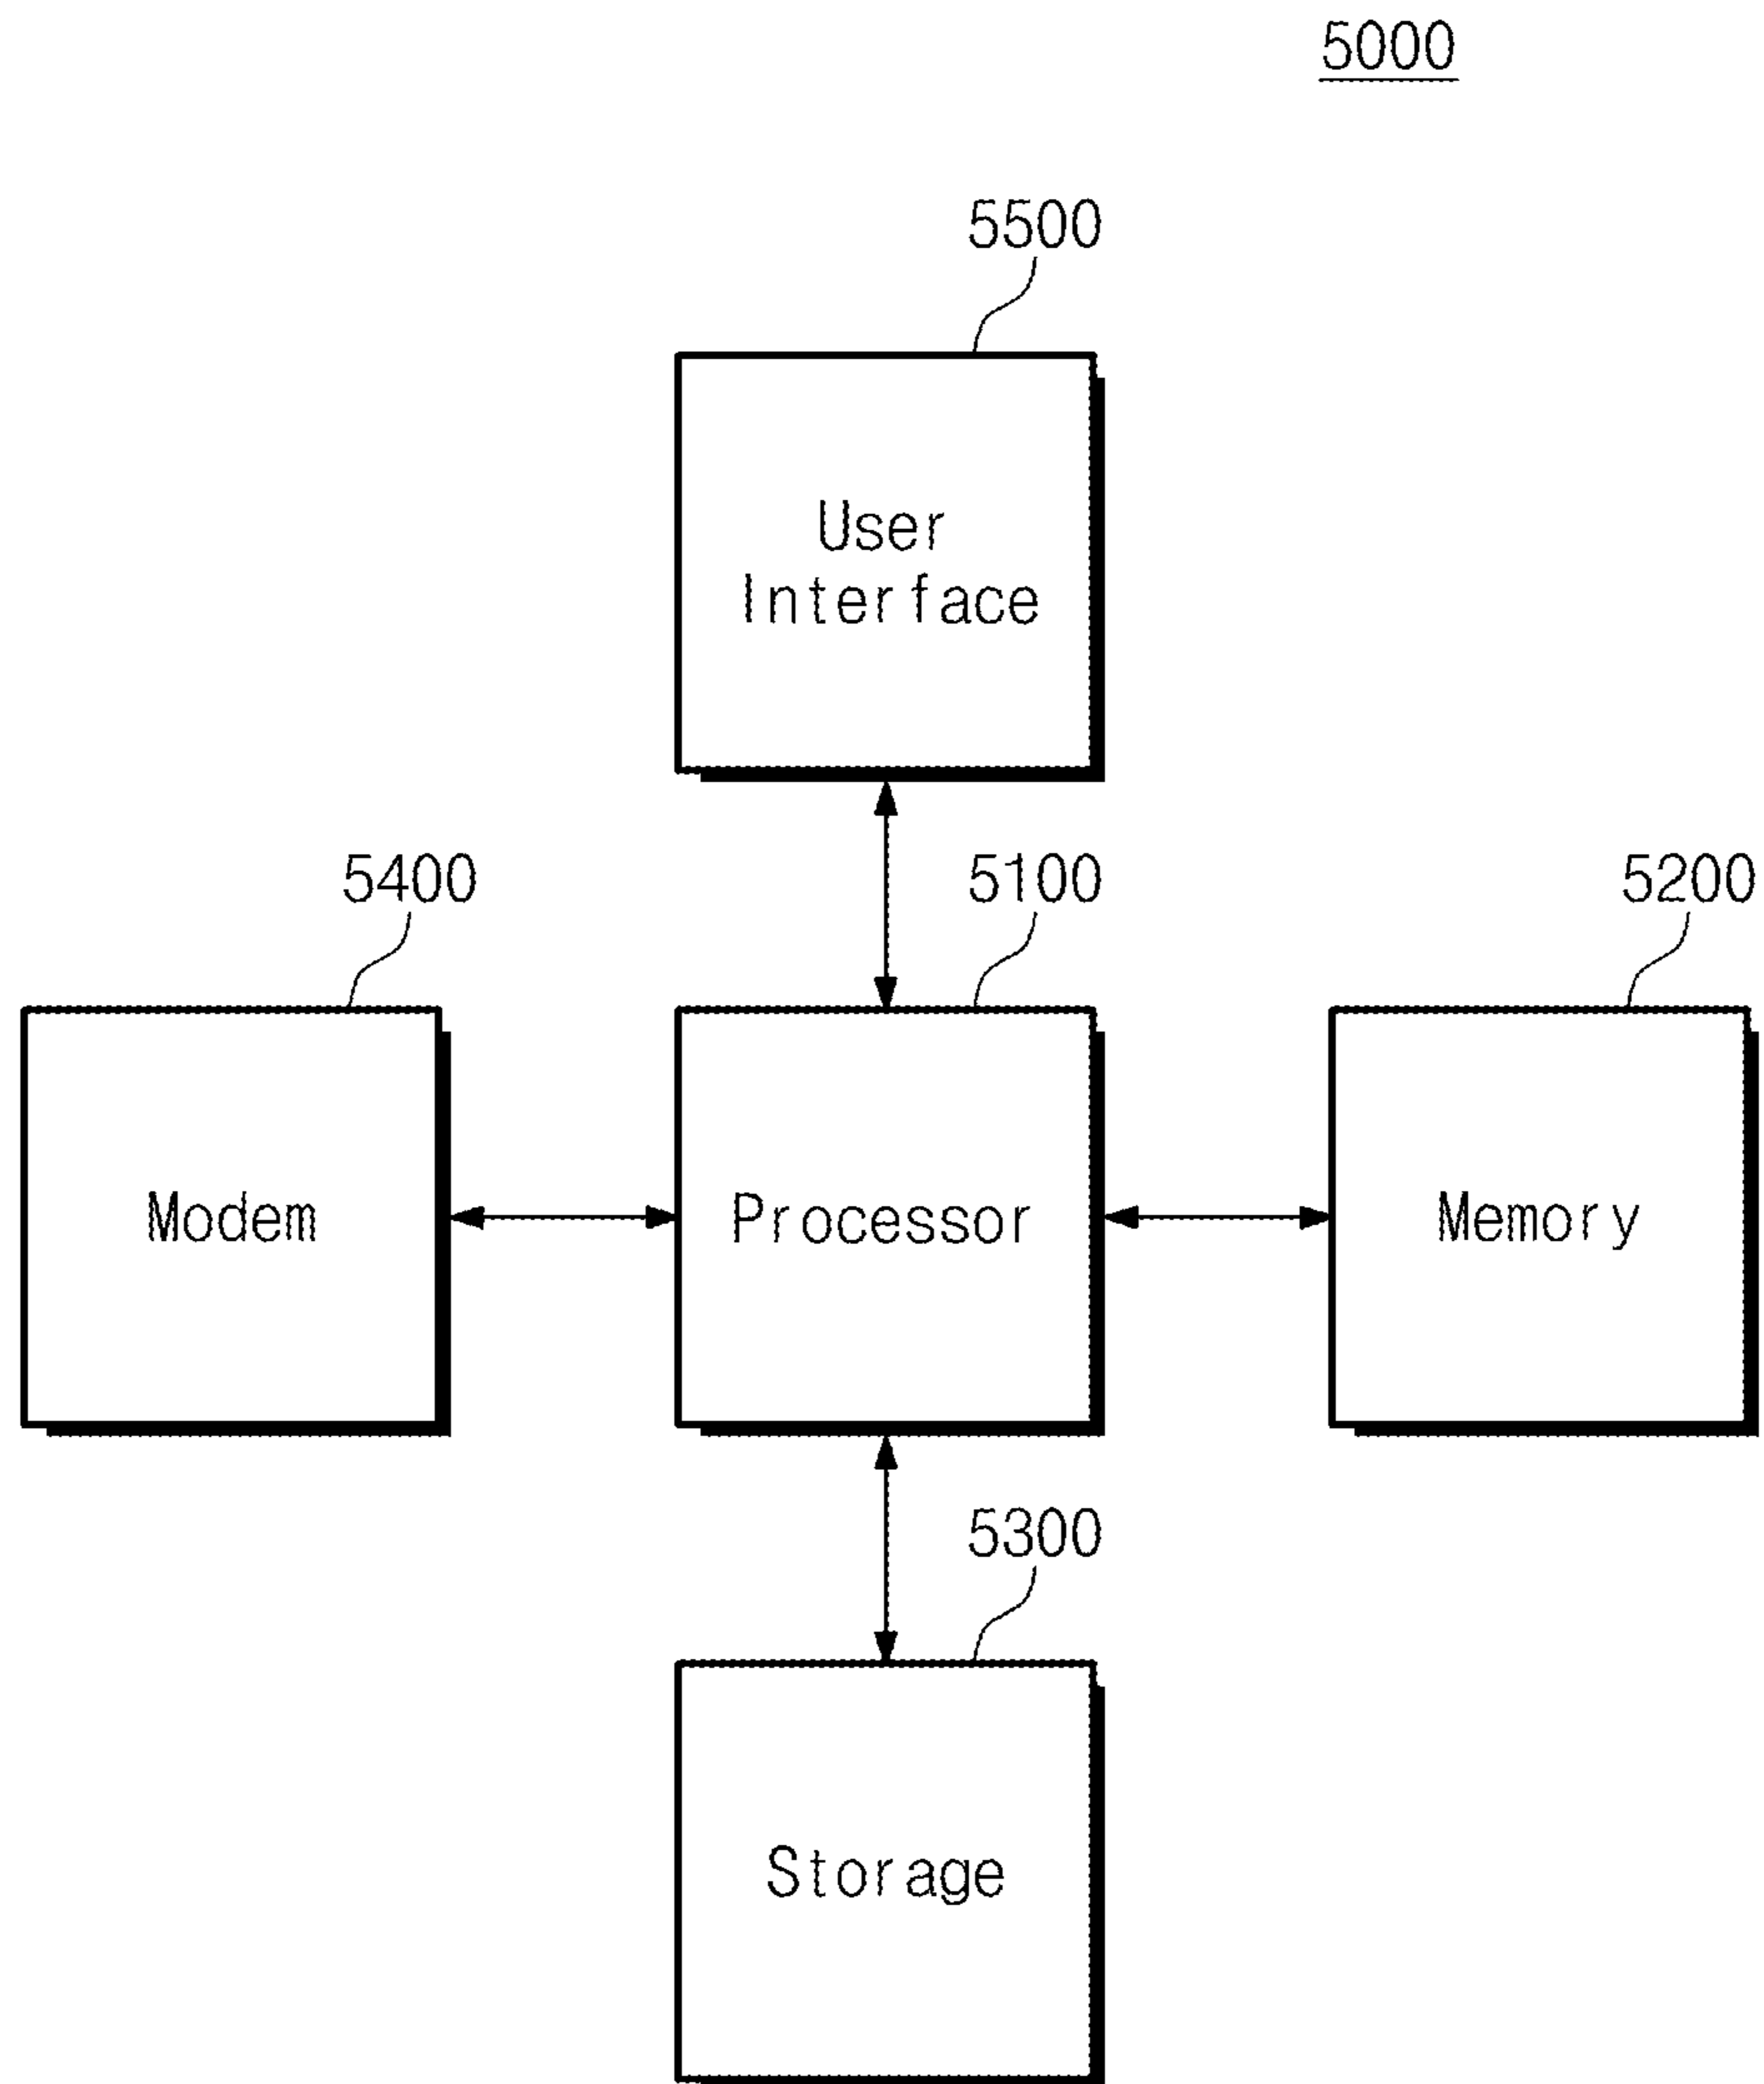 5000
5500
User
Interface
5400
5100
5200
Modem
Processor
Memory
5300
Storage